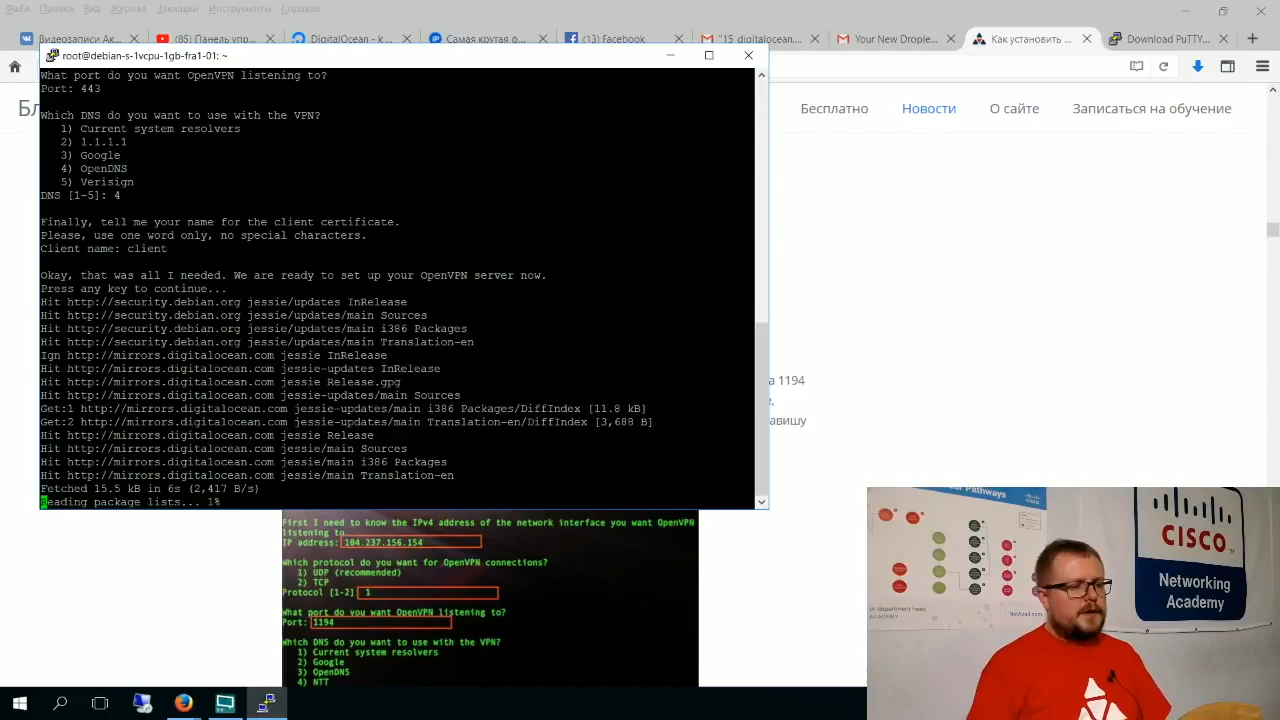 Файл Правка Вид Журнал Закладки Инструменты Справка
Видеозаписи Ак
(85) Панель упр
DigitalOcean - к
Самая крутая ф
(13) Facebook
"15_digitalocean
Your New Drople
Как установить
Download PuTTY
root@debian-s-1vcpu-1gb-fra1-01: ~
Бл
Бесплатно Новости О сайте Записаться на обучение
What port do you want OpenVPN listening to?
Port: 443
Which DNS do you want to use with the VPN?
1) Current system resolvers
2) 1.1.1.1
3) Google
4) OpenDNS
5) Verisign
DNS [1-5]: 4
Finally, tell me your name for the client certificate.
Please, use one word only, no special characters.
Client name: client
Okay, that was all I needed. We are ready to set up your OpenVPN server now.
Press any key to continue...
Hit http://security.debian.org jessie/updates InRelease
Hit http://security.debian.org jessie/updates/main Sources
Hit http://security.debian.org jessie/updates/main i386 Packages
Hit http://security.debian.org jessie/updates/main Translation-en
Ign http://mirrors.digitalocean.com jessie InRelease
Hit http://mirrors.digitalocean.com jessie-updates InRelease
Hit http://mirrors.digitalocean.com jessie Release.gpg
Hit http://mirrors.digitalocean.com jessie-updates/main Sources
Get:1 http://mirrors.digitalocean.com jessie-updates/main i386 Packages/DiffIndex [11.8 kB]
Get:2 http://mirrors.digitalocean.com jessie-updates/main Translation-en/DiffIndex [3,688 B]
Hit http://mirrors.digitalocean.com jessie Release
Hit http://mirrors.digitalocean.com jessie/main Sources
Hit http://mirrors.digitalocean.com jessie/main i386 Packages
Hit http://mirrors.digitalocean.com jessie/main Translation-en
Fetched 15.5 kB in 6s (2,417 B/s)
Reading package lists... 1%
а 1194
е,
авишу
First I need to know the IPv4 address of the network interface you want OpenVPN
listening to.
IP address: 104.237.156.154
Which protocol do you want for OpenVPN connections?
1) UDP (recommended)
2) TCP
Protocol [1-2] 1
What port do you want OpenVPN listening to?
Port: 1194
Which DNS do you want to use with the VPN?
1) Current system resolvers
2) Google
3) OpenDNS
4) NTT
Pathways
CISCO
Networking
Academy
or department head
ACADEMY
NetAcad.com